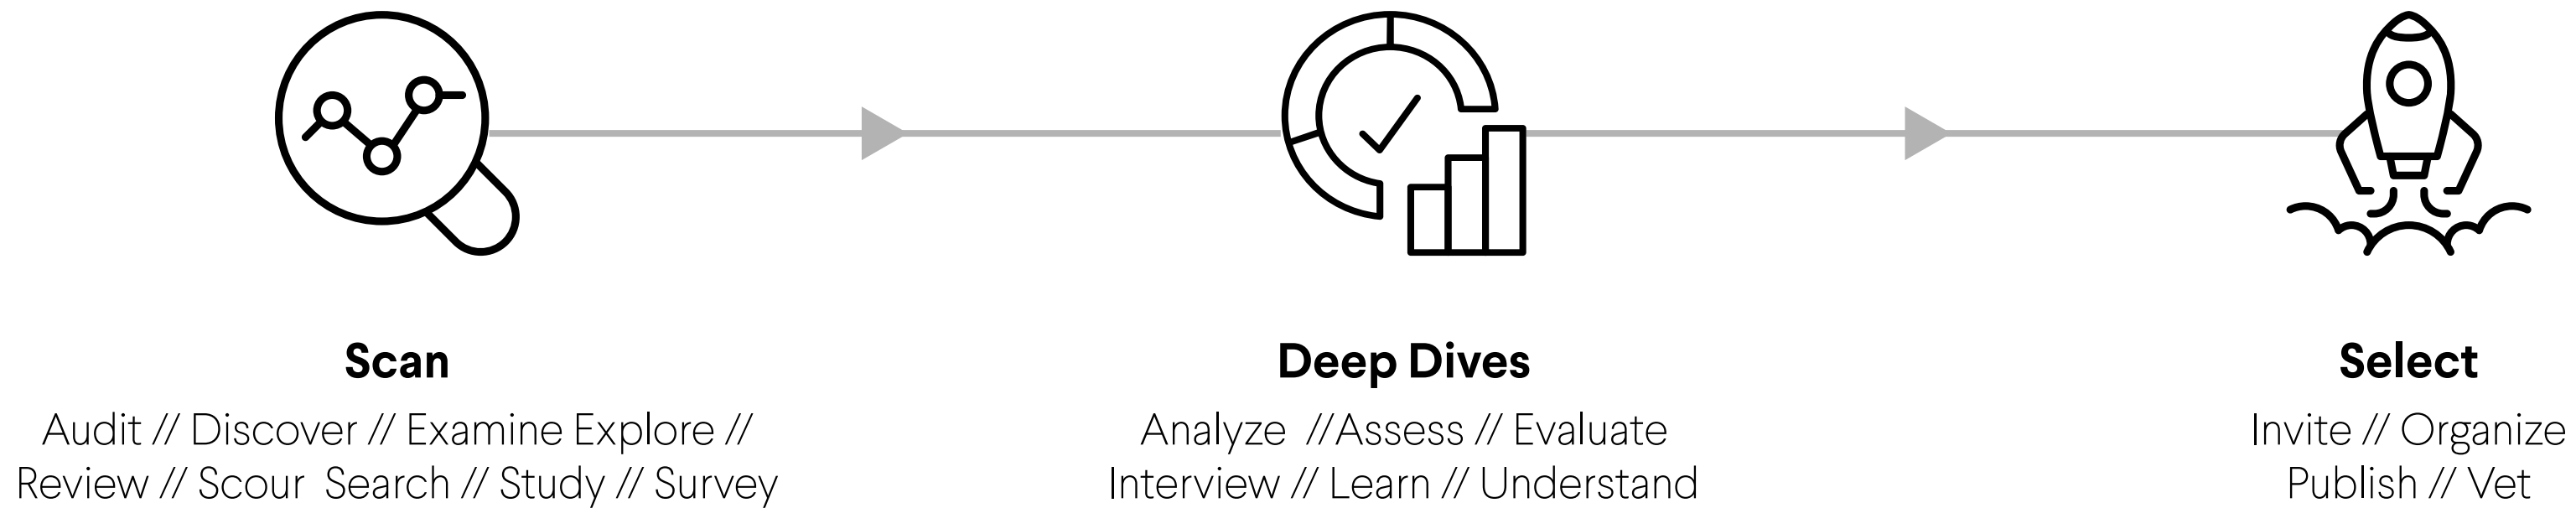 Scan
Audit // Discover // Examine Explore //
Review // Scour  Search // Study // Survey
Deep Dives
Analyze  //Assess // Evaluate
Interview // Learn // Understand
Select
Invite // Organize
Publish // Vet